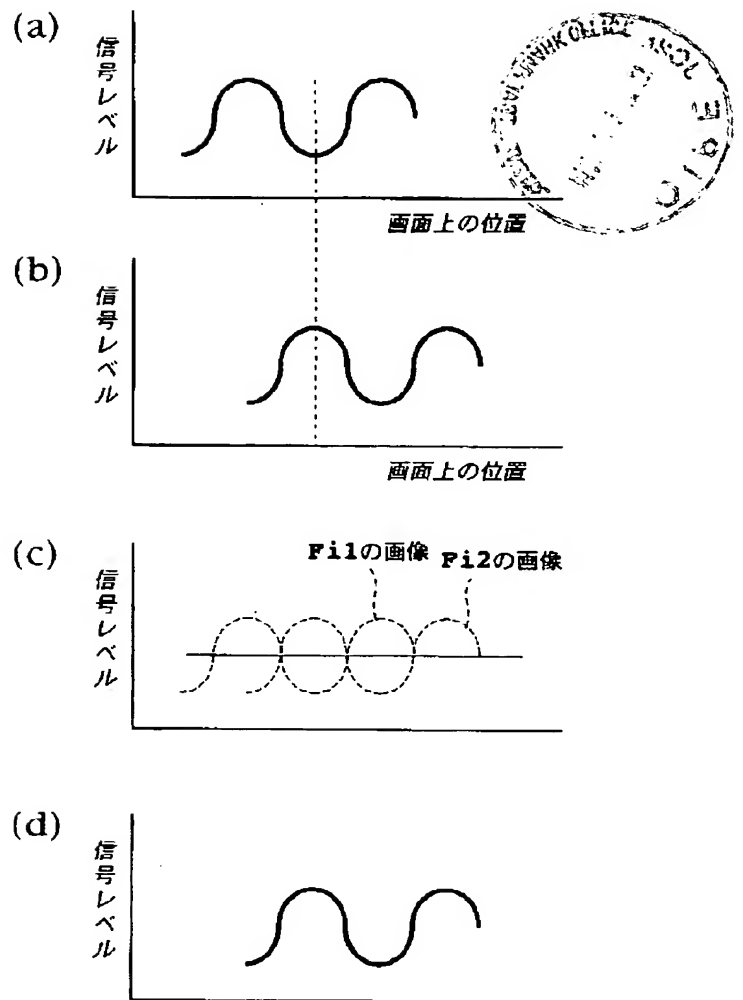 (a)
信号レベル
画面上の位置
(b)
信号レベル
画面上の位置
(c)
信号レベル
Fi1の画像
Fi2の画像
(d)
信号レベル
OIPE